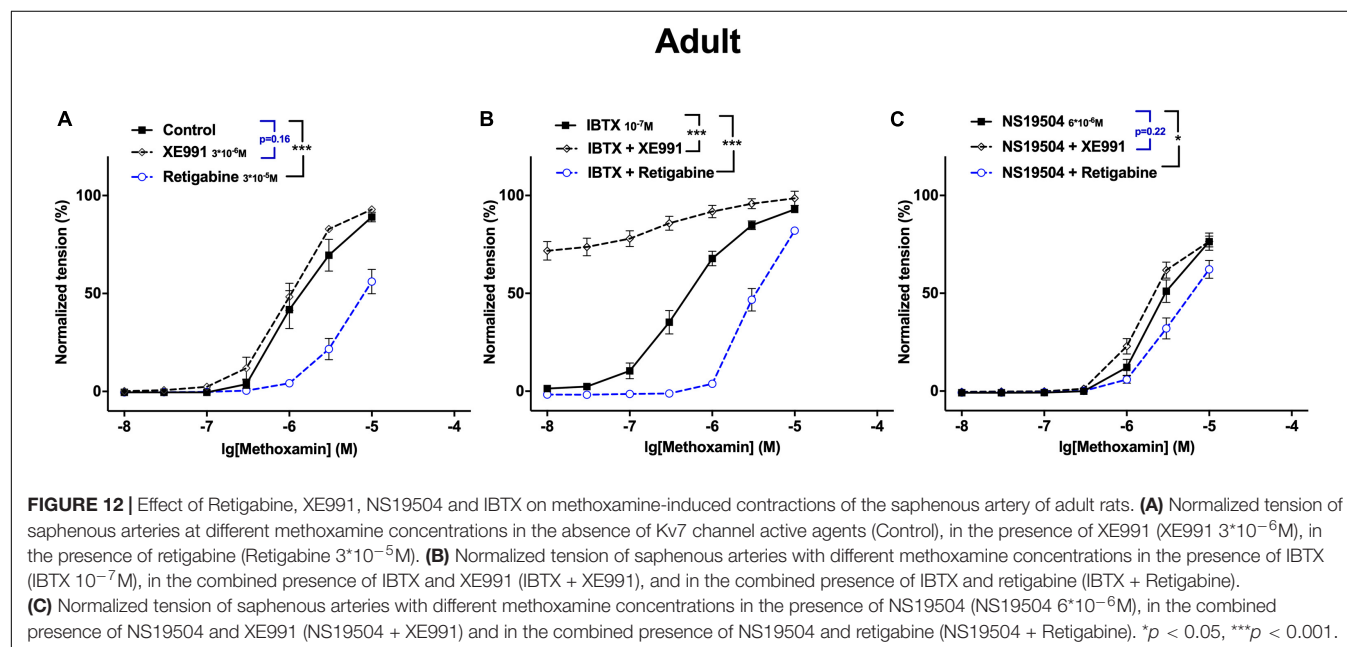 Adult
A
Control
XE991 3*10-6M
Retigabine 3*10-5M
p=0.16
***
Normalized tension (%)
100
50
0
-8 -7 -6 -5 -4
lg[Methoxamin] (M)
B
IBTX 10-7M
IBTX + XE991
IBTX + Retigabine
***
***
Normalized tension (%)
100
50
0
-8 -7 -6 -5 -4
lg[Methoxamin] (M)
C
NS19504 6*10-6M
NS19504 + XE991
NS19504 + Retigabine
p=0.22
*
Normalized tension (%)
100
50
0
-8 -7 -6 -5 -4
lg[Methoxamin] (M)
FIGURE 12 | Effect of Retigabine, XE991, NS19504 and IBTX on methoxamine-induced contractions of the saphenous artery of adult rats. (A) Normalized tension of
saphenous arteries at different methoxamine concentrations in the absence of Kv7 channel active agents (Control), in the presence of XE991 (XE991 3*10−6M), in
the presence of retigabine (Retigabine 3*10−5M). (B) Normalized tension of saphenous arteries with different methoxamine concentrations in the presence of IBTX
(IBTX 10−7M), in the combined presence of IBTX and XE991 (IBTX + XE991), and in the combined presence of IBTX and retigabine (IBTX + Retigabine).
(C) Normalized tension of saphenous arteries with different methoxamine concentrations in the presence of NS19504 (NS19504 6*10−6M), in the combined
presence of NS19504 and XE991 (NS19504 + XE991) and in the combined presence of NS19504 and retigabine (NS19504 + Retigabine). *p < 0.05, ***p < 0.001.